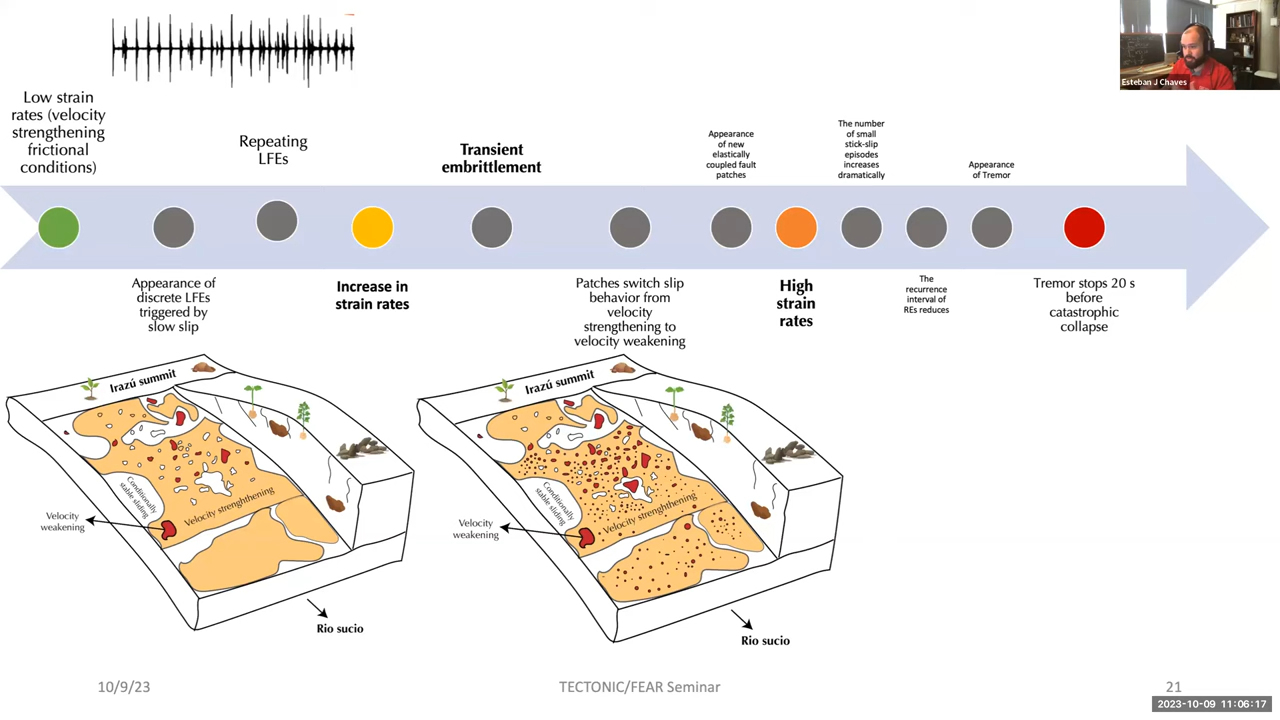 Esteban J Chaves
Low strain
rates (velocity
strengthening
frictional
conditions)
Repeating
LFEs
Transient
embrittlement
Appearance
of new
elastically
coupled fault
patches
The number
of small
stick-slip
episodes
increases
dramatically
Appearance
of Tremor
Appearance of
discrete LFEs
triggered by
slow slip
Increase in
strain rates
Patches switch slip
behavior from
velocity
strengthening to
velocity weakening
High
strain
rates
The
recurrence
interval of
REs reduces
Tremor stops 20 s
before
catastrophic
collapse
Irazú summit
Conditionally
stable sliding
Velocity strenghtening
Velocity
weakening
Rio sucio
Irazú summit
Conditionally
stable sliding
Velocity strenghtening
Velocity
weakening
Rio sucio
10/9/23
TECTONIC/FEAR Seminar
21
2023-10-09 11:06:17